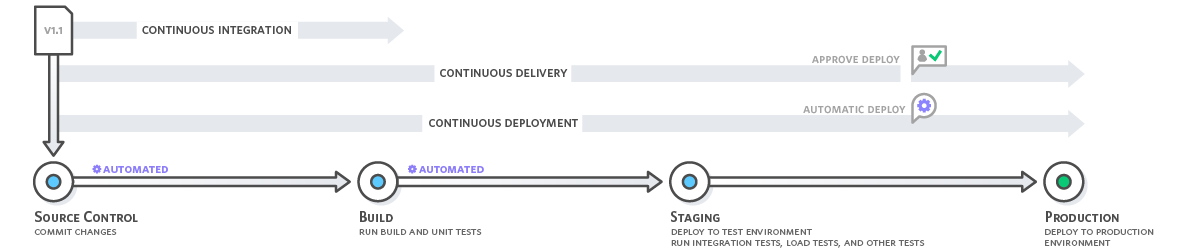 V1.1
CONTINUOUS INTEGRATION
APPROVE DEPLOY
CONTINUOUS DELIVERY
AUTOMATIC DEPLOY
CONTINUOUS DEPLOYMENT
AUTOMATED
AUTOMATED
SOURCE CONTROL
COMMIT CHANGES
BUILD
RUN BUILD AND UNIT TESTS
STAGING
DEPLOY TO TEST ENVIRONMENT
RUN INTEGRATION TESTS, LOAD TESTS, AND OTHER TESTS
PRODUCTION
DEPLOY TO PRODUCTION
ENVIRONMENT